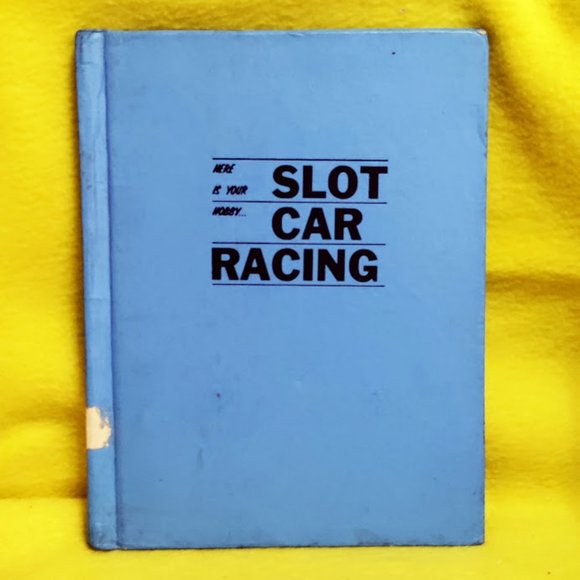 HERE
IS YOUR
HOBBY...
SLOT
CAR
RACING